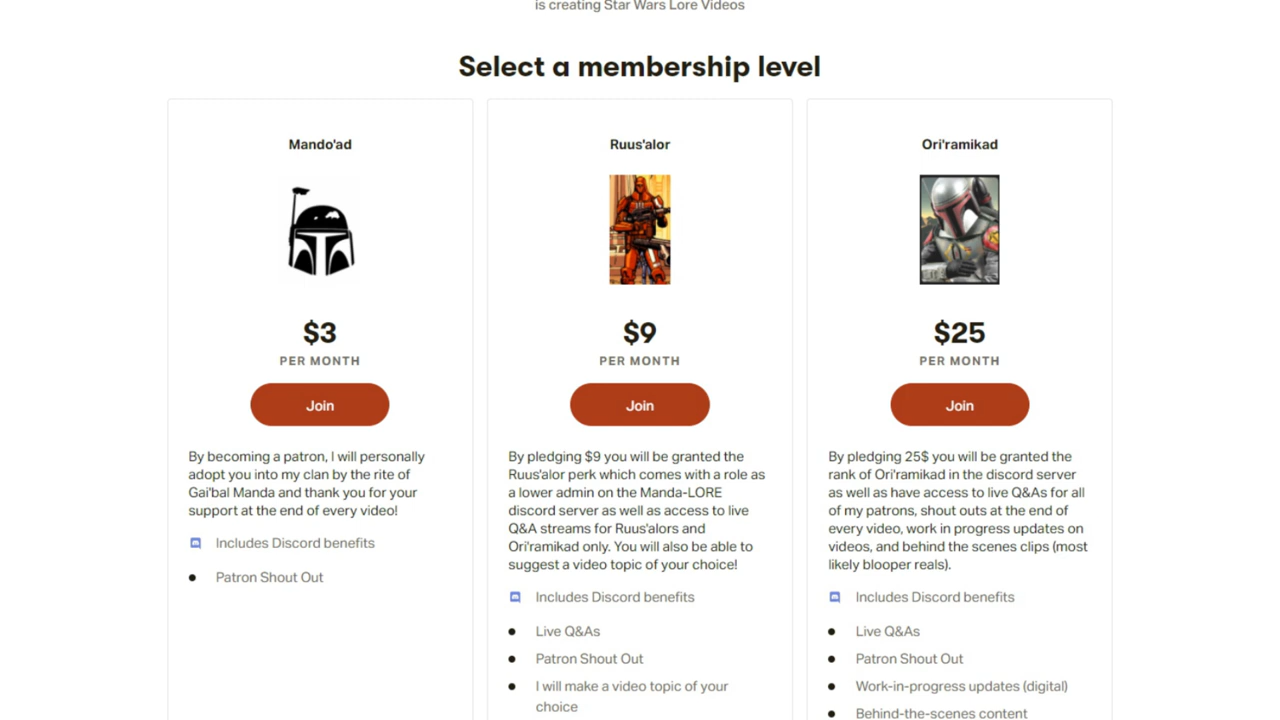 is creating Star Wars Lore Videos
Select a membership level
Mando'ad
$3
PER MONTH
Join
By becoming a patron, I will personally
adopt you into my clan by the rite of
Gai'bal Manda and thank you for your
support at the end of every video!
Includes Discord benefits
Patron Shout Out
Ruus'alor
$9
PER MONTH
Join
By pledging $9 you will be granted the
Ruus'alor perk which comes with a role as
a lower admin on the Manda-LORE
discord server as well as access to live
Q&A streams for Ruus'alors and
Ori'ramikad only. You will also be able to
suggest a video topic of your choice!
Includes Discord benefits
Live Q&As
Patron Shout Out
I will make a video topic of your
choice
Ori'ramikad
$25
PER MONTH
Join
By pledging 25$ you will be granted the
rank of Ori'ramikad in the discord server
as well as have access to live Q&As for all
of my patrons, shout outs at the end of
every video, work in progress updates on
videos, and behind the scenes clips (most
likely blooper reals).
Includes Discord benefits
Live Q&As
Patron Shout Out
Work-in-progress updates (digital)
Behind-the-scenes content